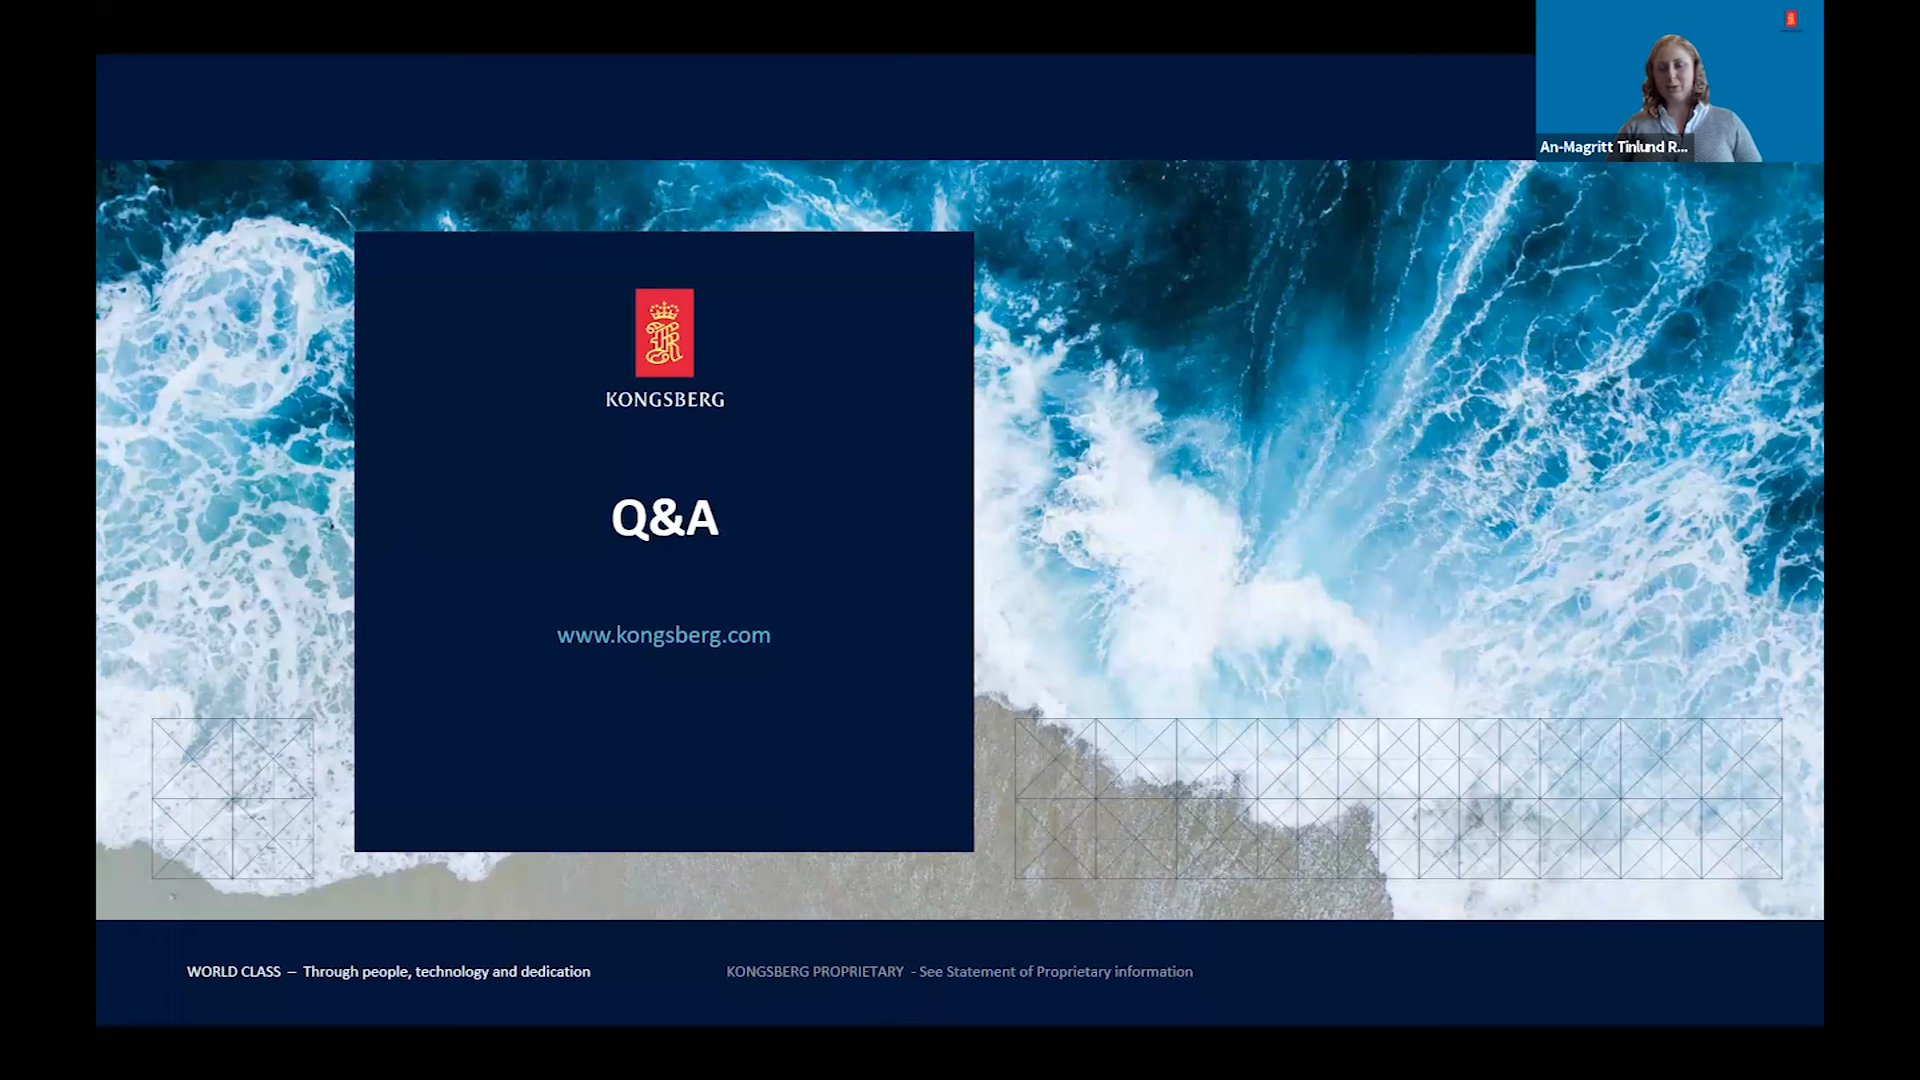 An-Magritt Tinlund R...
KONGSBERG
Q&A
www.kongsberg.com
WORLD CLASS – Through people, technology and dedication
KONGSBERG PROPRIETARY - See Statement of Proprietary information